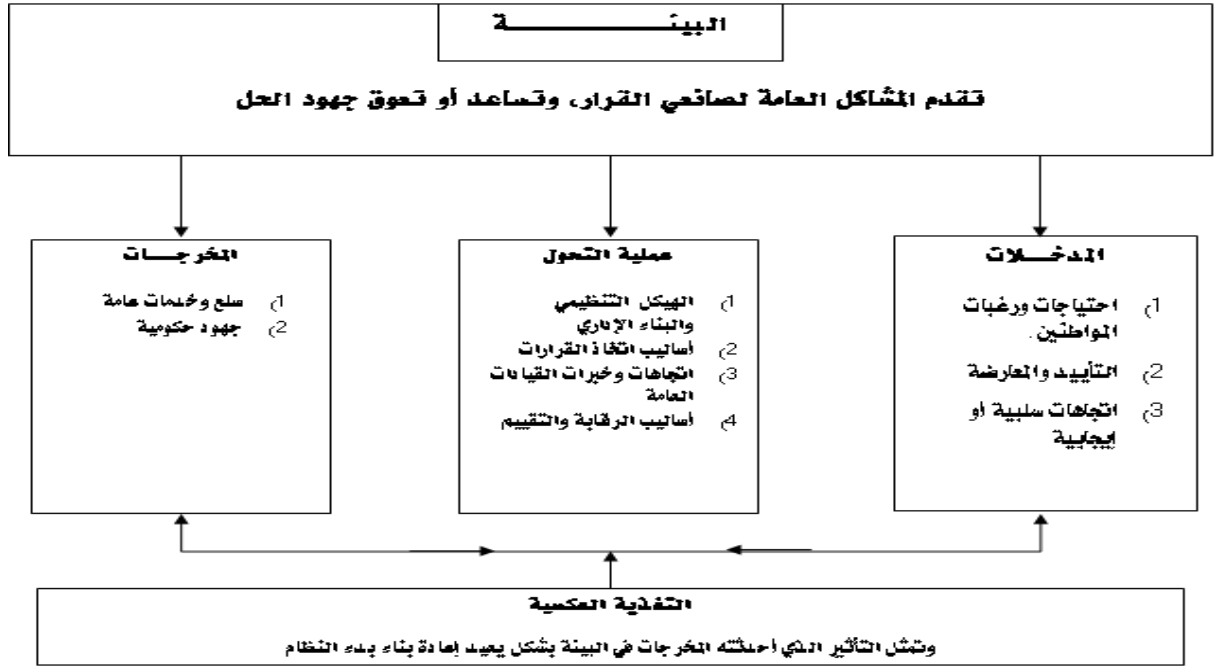 البيئـــــــــــة
تقدم المشاكل العامة لصانعي القرار، وتساعد أو تعوق جهود الحل
المدخـــلات
1) احتياجات ورغبات
المواطنين.
2) التأييد والمعارضة
3) اتجاهات سلبية أو
إيجابية
عملية التحول
1) الهيكل التنظيمي
والبناء الإداري
2) أساليب اتخاذ القرارات
3) اتجاهات وخبرات القيادات
العامة
4) أساليب الرقابة والتقييم
المخرجـــات
1) سلع وخدمات عامة
2) جهود حكومية
التغذية العكسية
وتمثل التأثير الذي أحدثته المخرجات في البيئة بشكل يعيد إعادة بناء بدء النظام